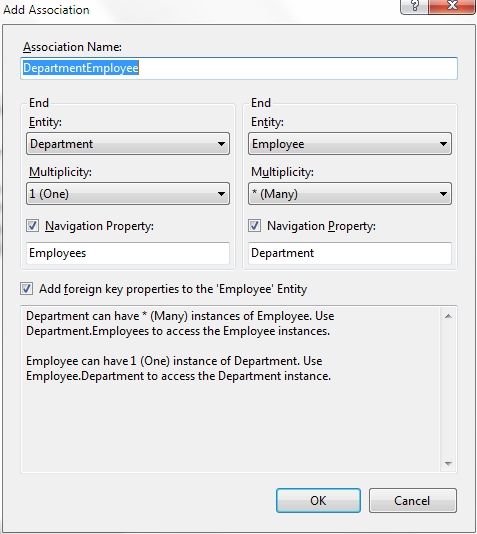 Add Association
?
Association Name:
DepartmentEmployee
End
End
Entity:
Entity:
Department
Employee
Multiplicity:
Multiplicity:
1 (One)
* (Many)
Navigation Property:
Navigation Property:
Employees
Department
Add foreign key properties to the 'Employee' Entity
Department can have * (Many) instances of Employee. Use
Department.Employees to access the Employee instances.
Employee can have 1 (One) instance of Department. Use
Employee.Department to access the Department instance.
OK
Cancel